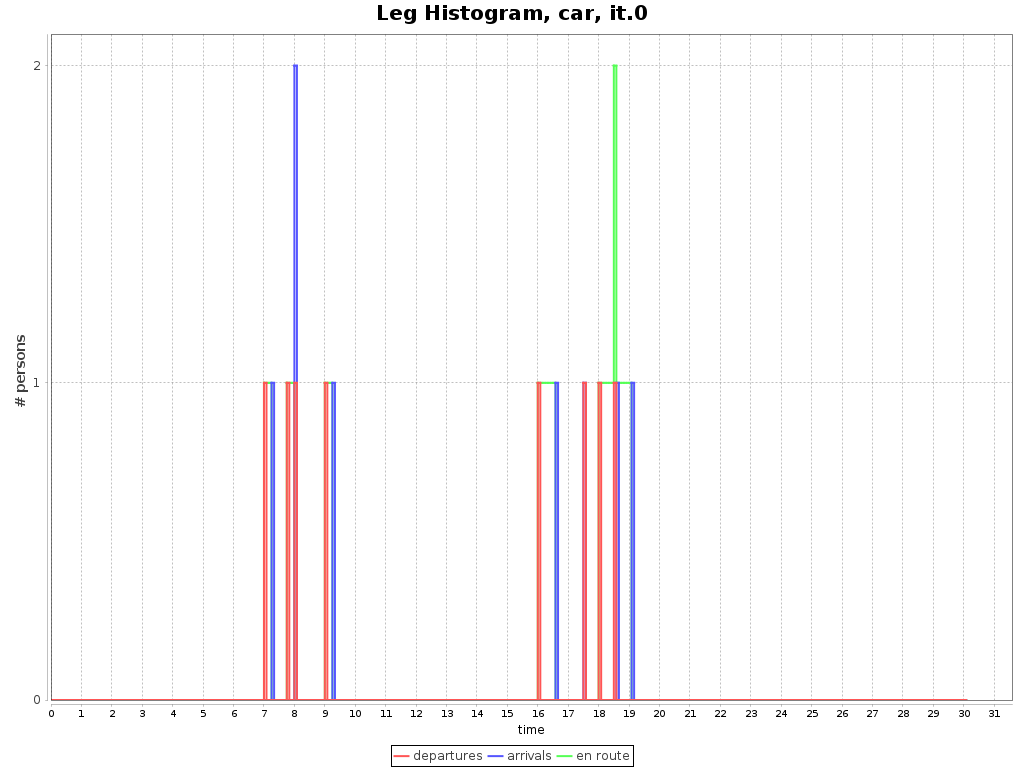 Leg Histogram, car, it.0
# persons
2
1
0
0 1 2 3 4 5 6 7 8 9 10 11 12 13 14 15 16 17 18 19 20 21 22 23 24 25 26 27 28 29 30 31
time
departures arrivals en route